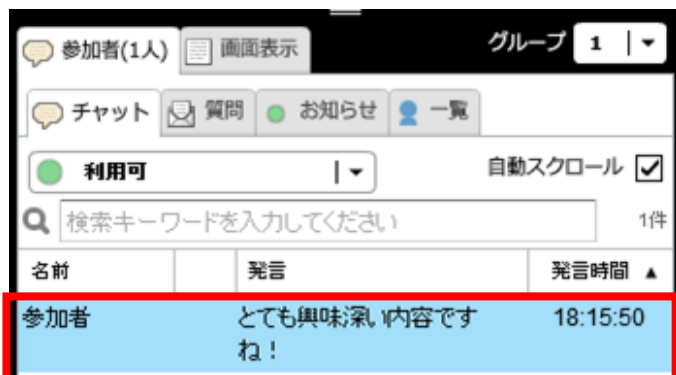 参加者(1人) 画面表示 グループ 1
チャット 質問 お知らせ 一覧
利用可 自動スクロール
検索キーワードを入力してください 1件
名前 発言 発言時間 ▲
参加者 とても興味深い内容です 18:15:50
ね！